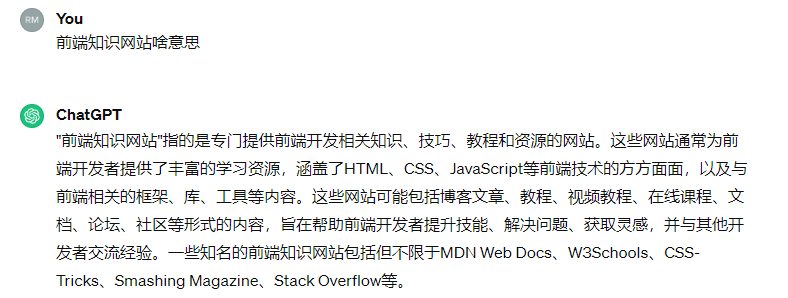 RM You
前端知识网站啥意思
ChatGPT
"前端知识网站"指的是专门提供前端开发相关知识、技巧、教程和资源的网站。这些网站通常为前
端开发者提供了丰富的学习资源，涵盖了HTML、CSS、JavaScript等前端技术的方方面面，以及与
前端相关的框架、库、工具等内容。这些网站可能包括博客文章、教程、视频教程、在线课程、文
档、论坛、社区等形式的内容，旨在帮助前端开发者提升技能、解决问题、获取灵感，并与其他开
发者交流经验。一些知名的前端知识网站包括但不限于MDN Web Docs、W3Schools、CSS-
Tricks、Smashing Magazine、Stack Overflow等。